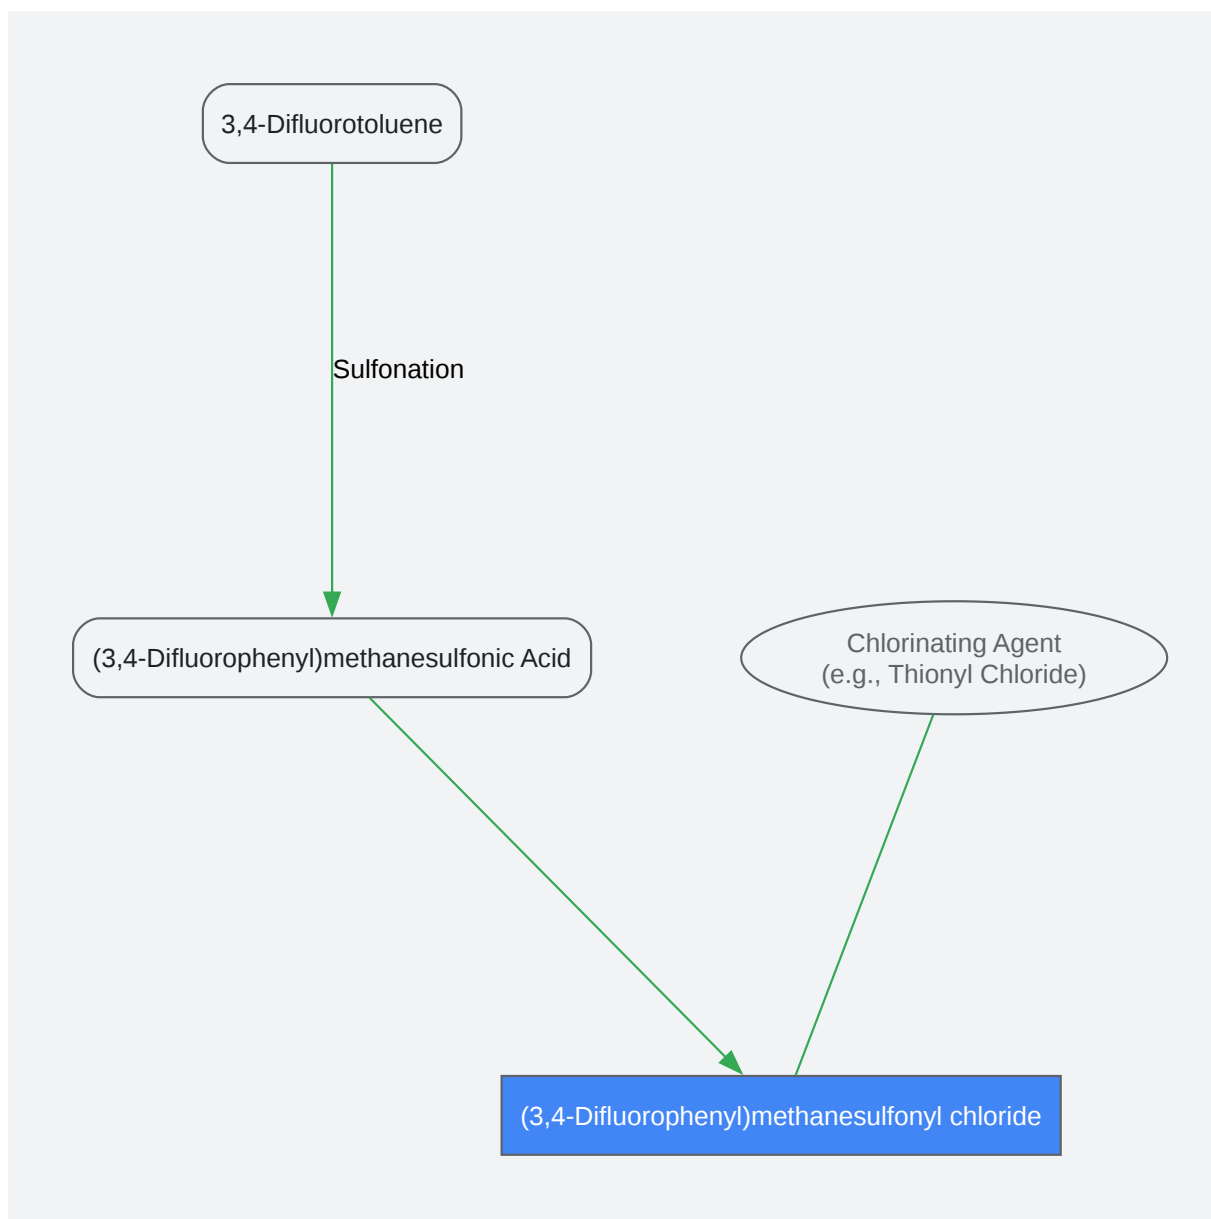 3,4-Difluorotoluene
Sulfonation
(3,4-Difluorophenyl)methanesulfonic Acid
Chlorinating Agent
(e.g., Thionyl Chloride)
(3,4-Difluorophenyl)methanesulfonyl chloride